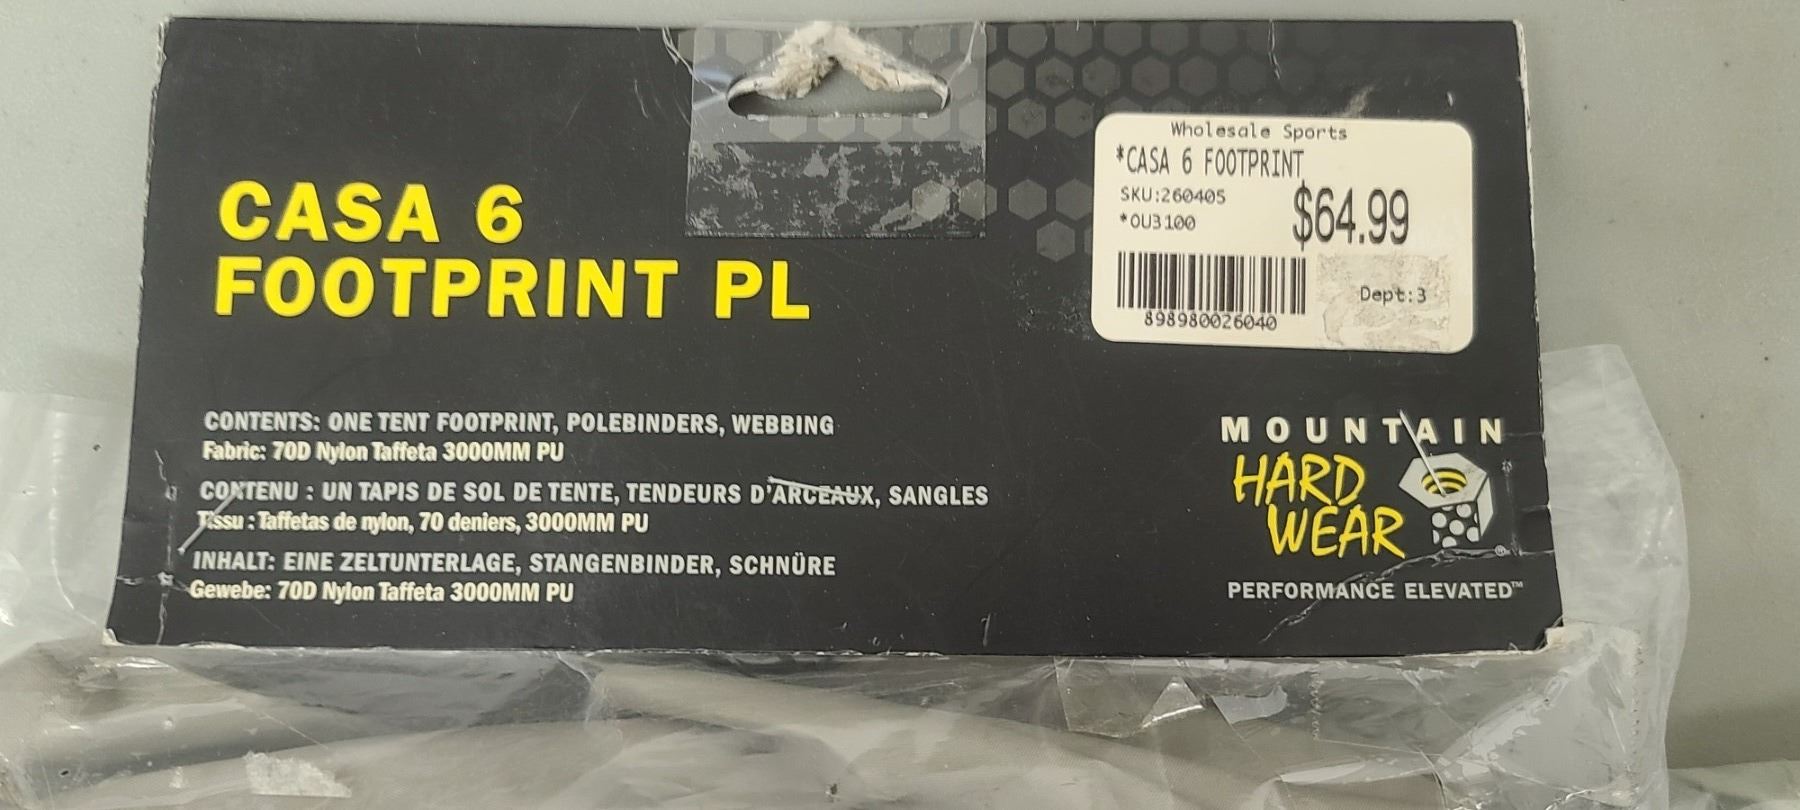 CASA 6
FOOTPRINT PL
Wholesale Sports
*CASA 6 FOOTPRINT
SKU:260405
$64.99
*OU3100
Dept:3
898980026040
CONTENTS: ONE TENT FOOTPRINT, POLEBINDERS, WEBBING
Fabric: 70D Nylon Taffeta 3000MM PU
CONTENU : UN TAPIS DE SOL DE TENTE, TENDEURS D'ARCEAUX, SANGLES
Tissu : Taffetas de nylon, 70 deniers, 3000MM PU
INHALT: EINE ZELTUNTERLAGE, STANGENBINDER, SCHNÜRE
Gewebe: 70D Nylon Taffeta 3000MM PU
MOUNTAIN
HARD
WEAR
®
PERFORMANCE ELEVATED™